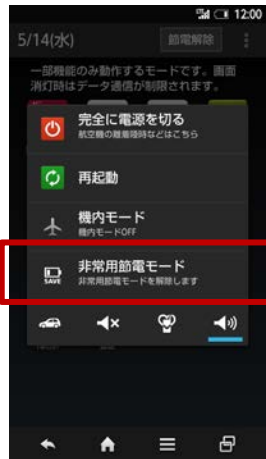 12:00
5/14(水)
節電解除
一部機能のみ動作するモードです。画面
消灯時はデータ通信が制限されます。
完全に電源を切る
航空機の離着陸時などはこちら
再起動
機内モード
機内モードOFF
非常用節電モード
SAVE
非常用節電モードを解除します